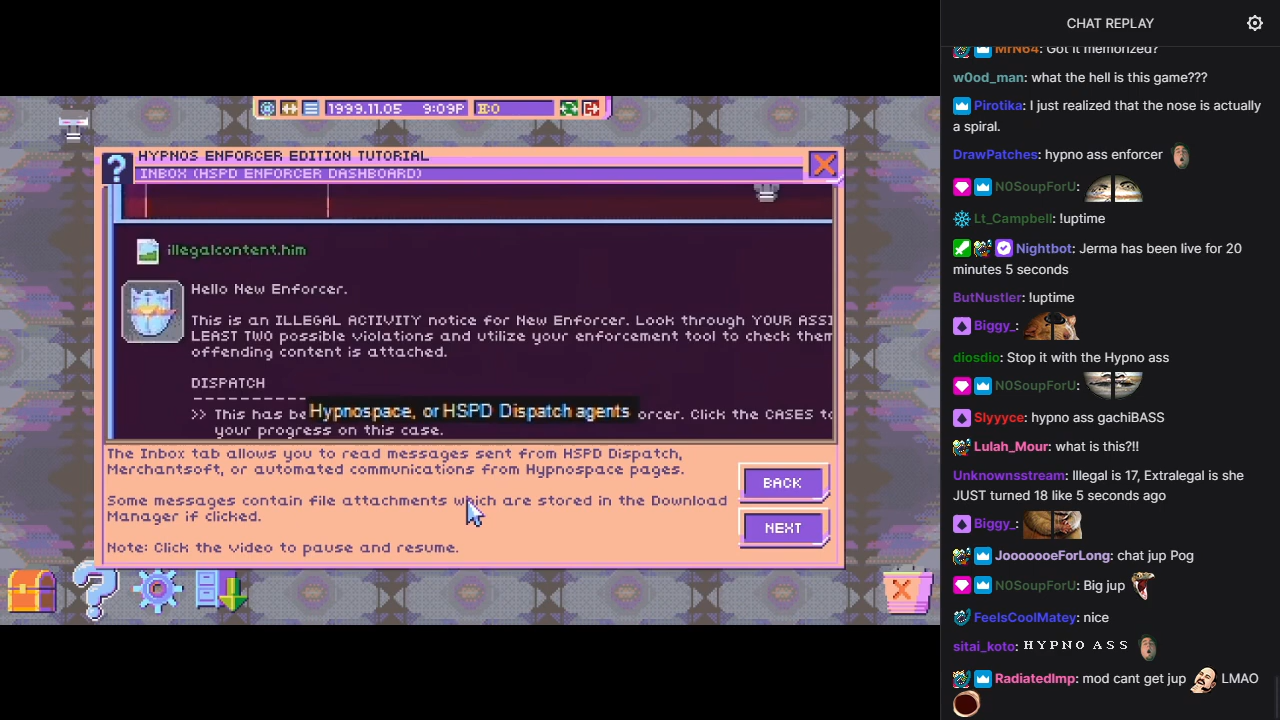 1999.11.05 9:09P
HYPNOS ENFORCER EDITION TUTORIAL
INBOX (HSPD ENFORCER DASHBOARD)
illegalcontent.him
Hello New Enforcer.
This is an ILLEGAL ACTIVITY notice for New Enforcer. Look through YOUR ASSI
LEAST TWO possible violations and utilize your enforcement tool to check them
offending content is attached.
DISPATCH
>> This has be
orcer. Click the CASES to
your progress on this case.
Hypnospace, or HSPD Dispatch agents
The Inbox tab allows you to read messages sent from HSPD Dispatch,
Merchantsoft, or automated communications from Hypnospace pages.
Some messages contain file attachments which are stored in the Download
Manager if clicked.
Note: Click the video to pause and resume.
BACK
NEXT
CHAT REPLAY
MrN64: Got it memorized?
w0od_man: what the hell is this game???
Pirotika: I just realized that the nose is actually
a spiral.
DrawPatches: hypno ass enforcer
N0SoupForU:
Lt_Campbell: !uptime
Nightbot: Jerma has been live for 20
minutes 5 seconds
ButNustler: !uptime
Biggy_:
diosdio: Stop it with the Hypno ass
N0SoupForU:
Slyyyce: hypno ass gachiBASS
Lulah_Mour: what is this?!!
Unknownsstream: Illegal is 17, Extralegal is she
JUST turned 18 like 5 seconds ago
Biggy_:
JooooooeForLong: chat jup Pog
N0SoupForU: Big jup
FeelsCoolMatey: nice
sitai_koto: H Y P N O A S S
RadiatedImp: mod cant get jup LMAO